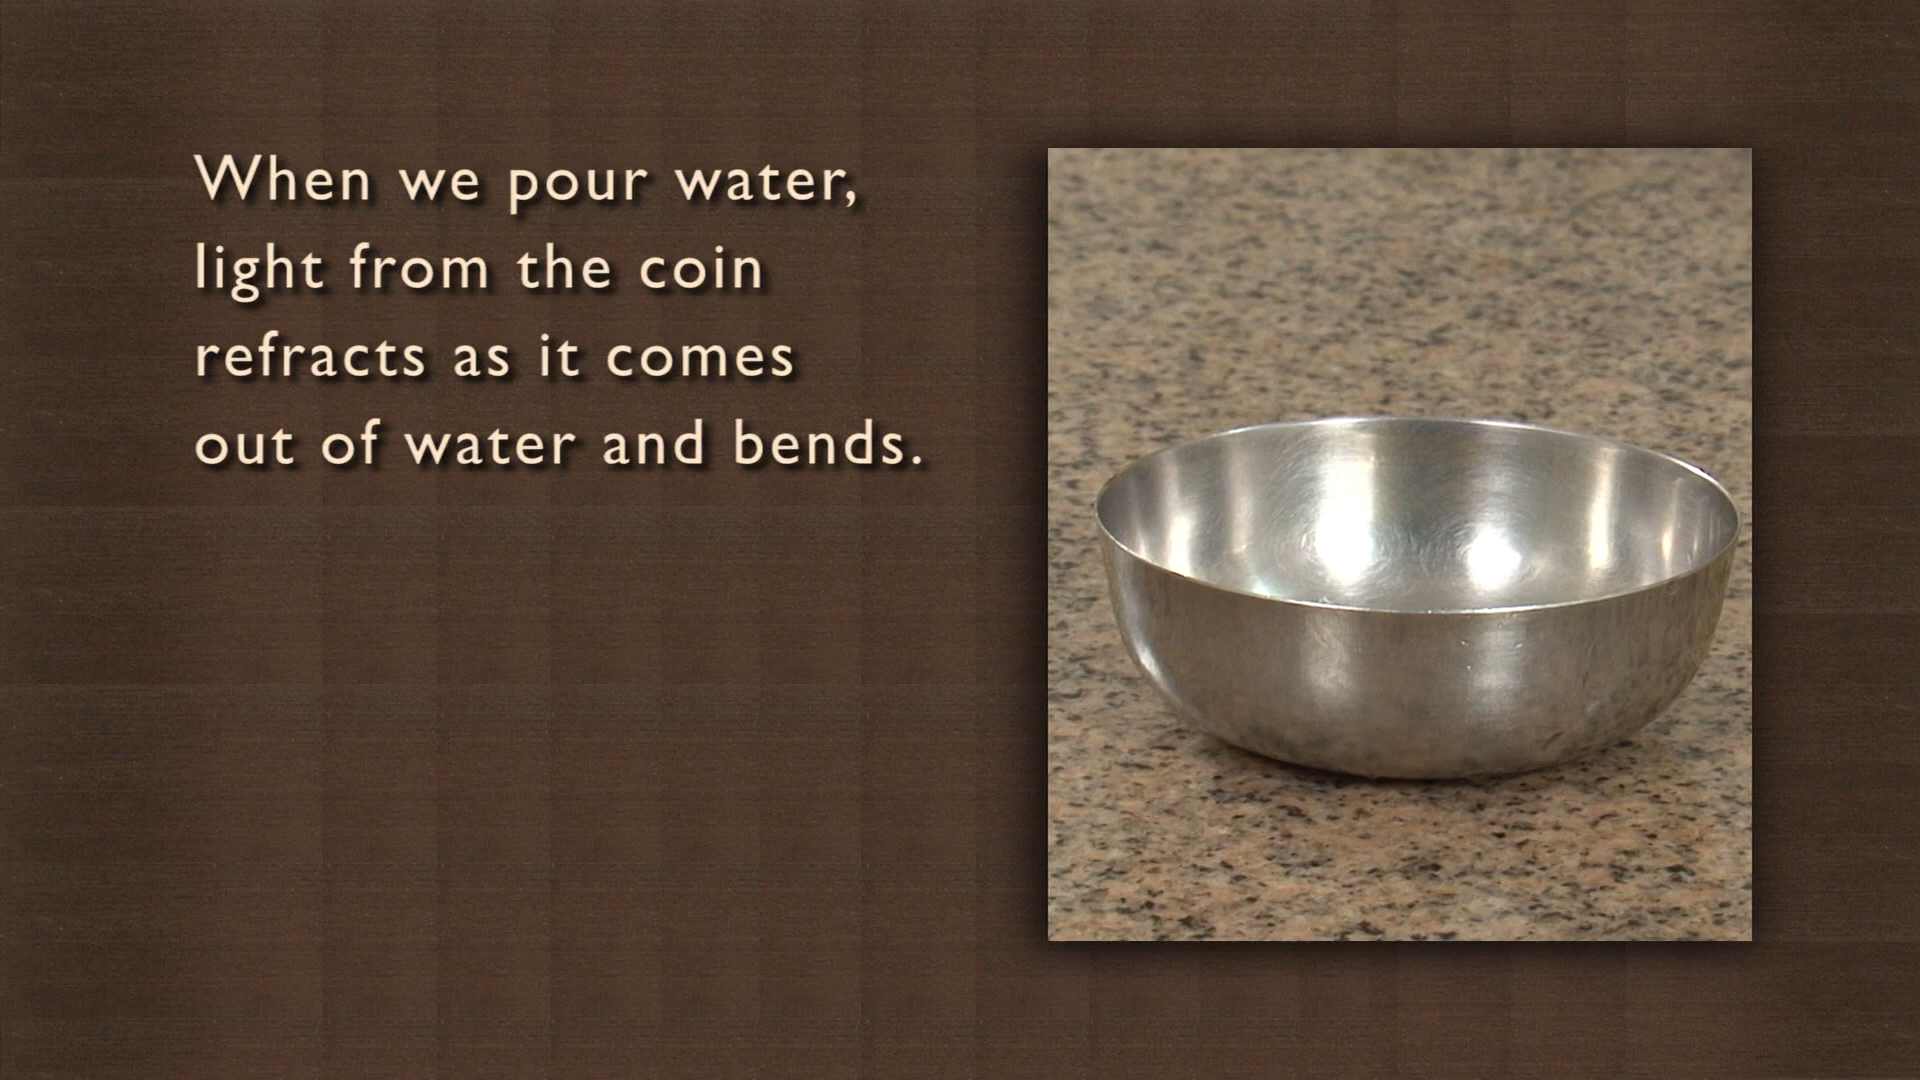 When we pour water,
light from the coin
refracts as it comes
out of water and bends.